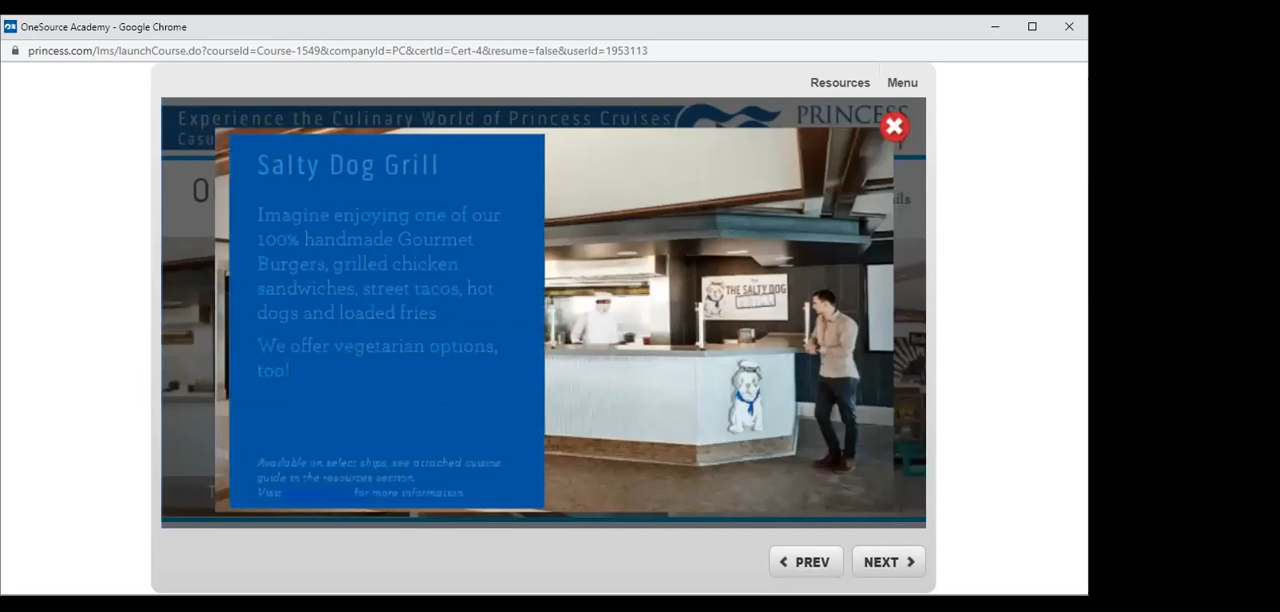 OneSource Academy - Google Chrome
princess.com/lms/launchCourse.do?courseId=Course-1549&companyId=PC&certId=Cert-4&resume=false&userId=1953113
Resources Menu
Experience the Culinary World of Princess Cruises
PRINCESS
Casu
Salty Dog Grill
O
ils
Imagine enjoying one of our
100% handmade Gourmet
Burgers, grilled chicken
sandwiches, street tacos, hot
dogs and loaded fries
We offer vegetarian options,
too!
THE SALTY DOG
GRILL
Available on select ships, see attached cuisine
guide in the resources section.
Visit for more information.
T
PREV NEXT